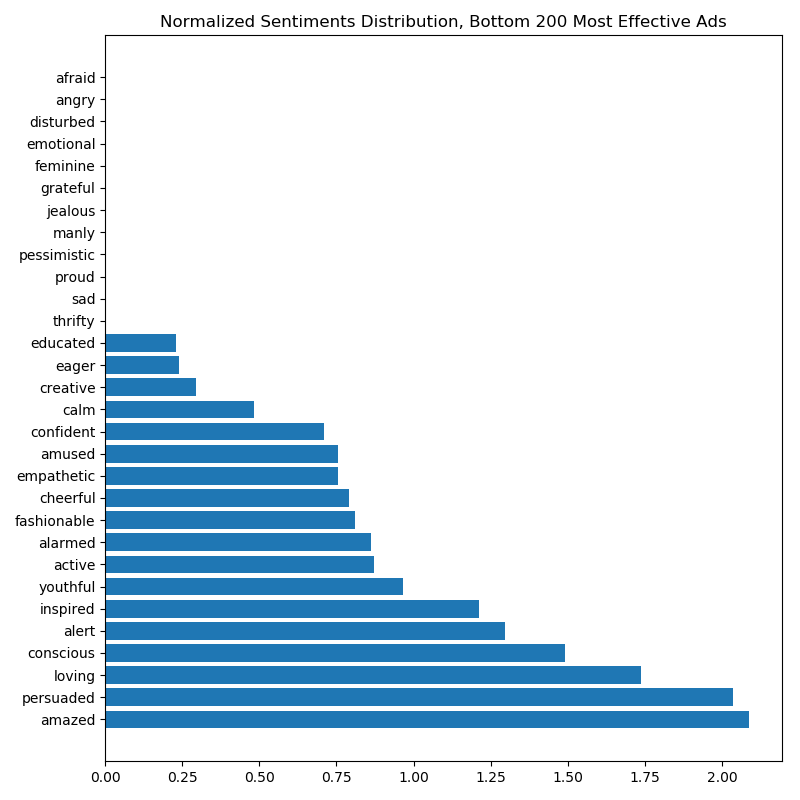 Normalized Sentiments Distribution, Bottom 200 Most Effective Ads
afraid
angry
disturbed
emotional
feminine
grateful
jealous
manly
pessimistic
proud
sad
thrifty
educated
eager
creative
calm
confident
amused
empathetic
cheerful
fashionable
alarmed
active
youthful
inspired
alert
conscious
loving
persuaded
amazed
0.00 0.25 0.50 0.75 1.00 1.25 1.50 1.75 2.00